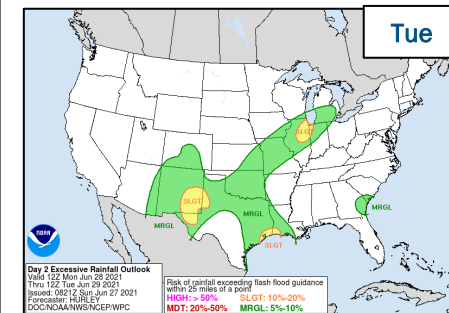 Tue
SLGT
SLGT
MRGL
MRGL
MRGL
SLGT
NOAA
Day 2 Excessive Rainfall Outlook
Valid 12Z Mon Jun 28 2021
Thru 12Z Tue Jun 29 2021
Issued: 0821Z Sun Jun 27 2021
Forecaster: HURLEY
DOC/NOAA/NWS/NCEP/WPC
Risk of rainfall exceeding flash flood guidance
within 25 miles of a point
HIGH: > 50% SLGT: 10%-20%
MDT: 20%-50% MRGL: 5%-10%